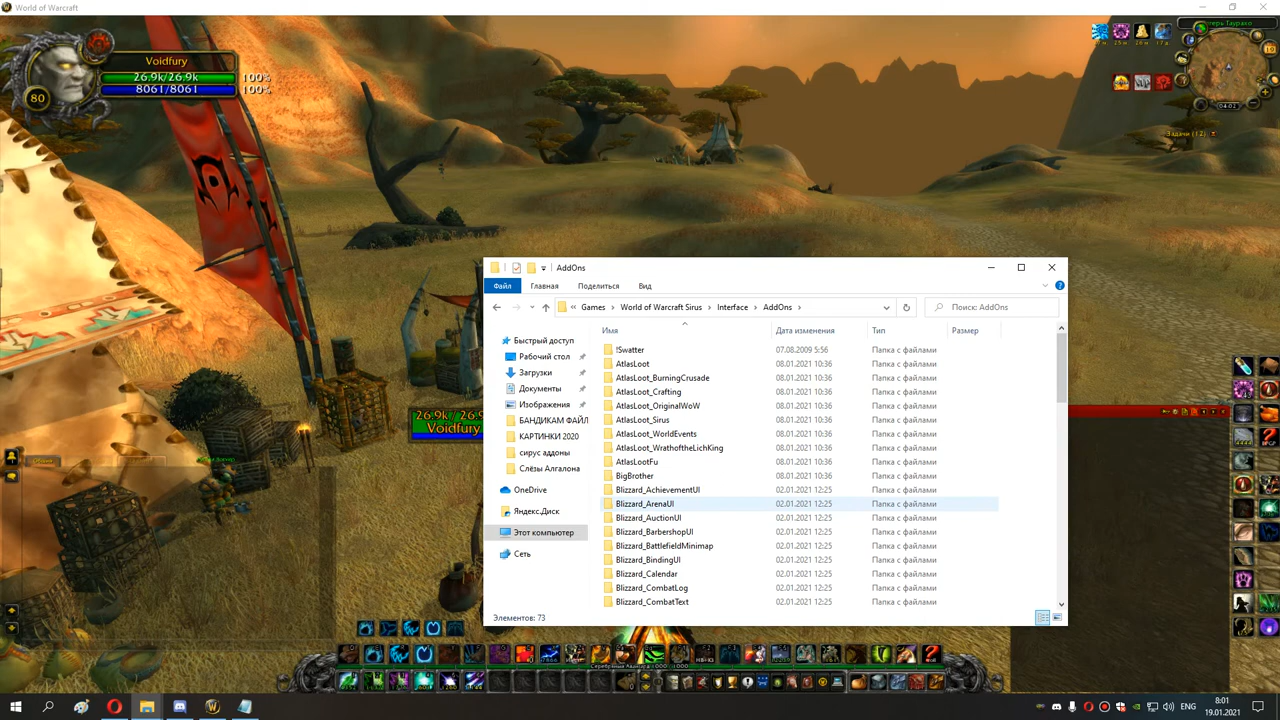 World of Warcraft
Voidfury
26.9k/26.9k 100%
8061/8061 100%
80
04:02
Задачи (12)
AddOns
Файл Главная Поделиться Вид
« Games > World of Warcraft Sirus > Interface > AddOns >
Поиск: AddOns
Имя Дата изменения Тип Размер
Быстрый доступ
Рабочий стол
Загрузки
Документы
Изображения
БАНДИКАМ ФАЙЛ
КАРТИНКИ 2020
сирус аддоны
Слёзы Алгалона
OneDrive
Яндекс.Диск
Этот компьютер
Сеть
!Swatter 07.08.2009 5:56 Папка с файлами
AtlasLoot 08.01.2021 10:36 Папка с файлами
AtlasLoot_BurningCrusade 08.01.2021 10:36 Папка с файлами
AtlasLoot_Crafting 08.01.2021 10:36 Папка с файлами
AtlasLoot_OriginalWoW 08.01.2021 10:36 Папка с файлами
AtlasLoot_Sirus 08.01.2021 10:36 Папка с файлами
AtlasLoot_WorldEvents 08.01.2021 10:36 Папка с файлами
AtlasLoot_WrathoftheLichKing 08.01.2021 10:36 Папка с файлами
AtlasLootFu 08.01.2021 10:36 Папка с файлами
BigBrother 08.01.2021 10:36 Папка с файлами
Blizzard_AchievementUI 02.01.2021 12:25 Папка с файлами
Blizzard_ArenaUI 02.01.2021 12:25 Папка с файлами
Blizzard_AuctionUI 02.01.2021 12:25 Папка с файлами
Blizzard_BarbershopUI 02.01.2021 12:25 Папка с файлами
Blizzard_BattlefieldMinimap 02.01.2021 12:25 Папка с файлами
Blizzard_BindingUI 02.01.2021 12:25 Папка с файлами
Blizzard_Calendar 02.01.2021 12:25 Папка с файлами
Blizzard_CombatLog 02.01.2021 12:25 Папка с файлами
Blizzard_CombatText 02.01.2021 12:25 Папка с файлами
Элементов: 73
26.9k/26.9
Voidfury
ENG
8:01
19.01.2021